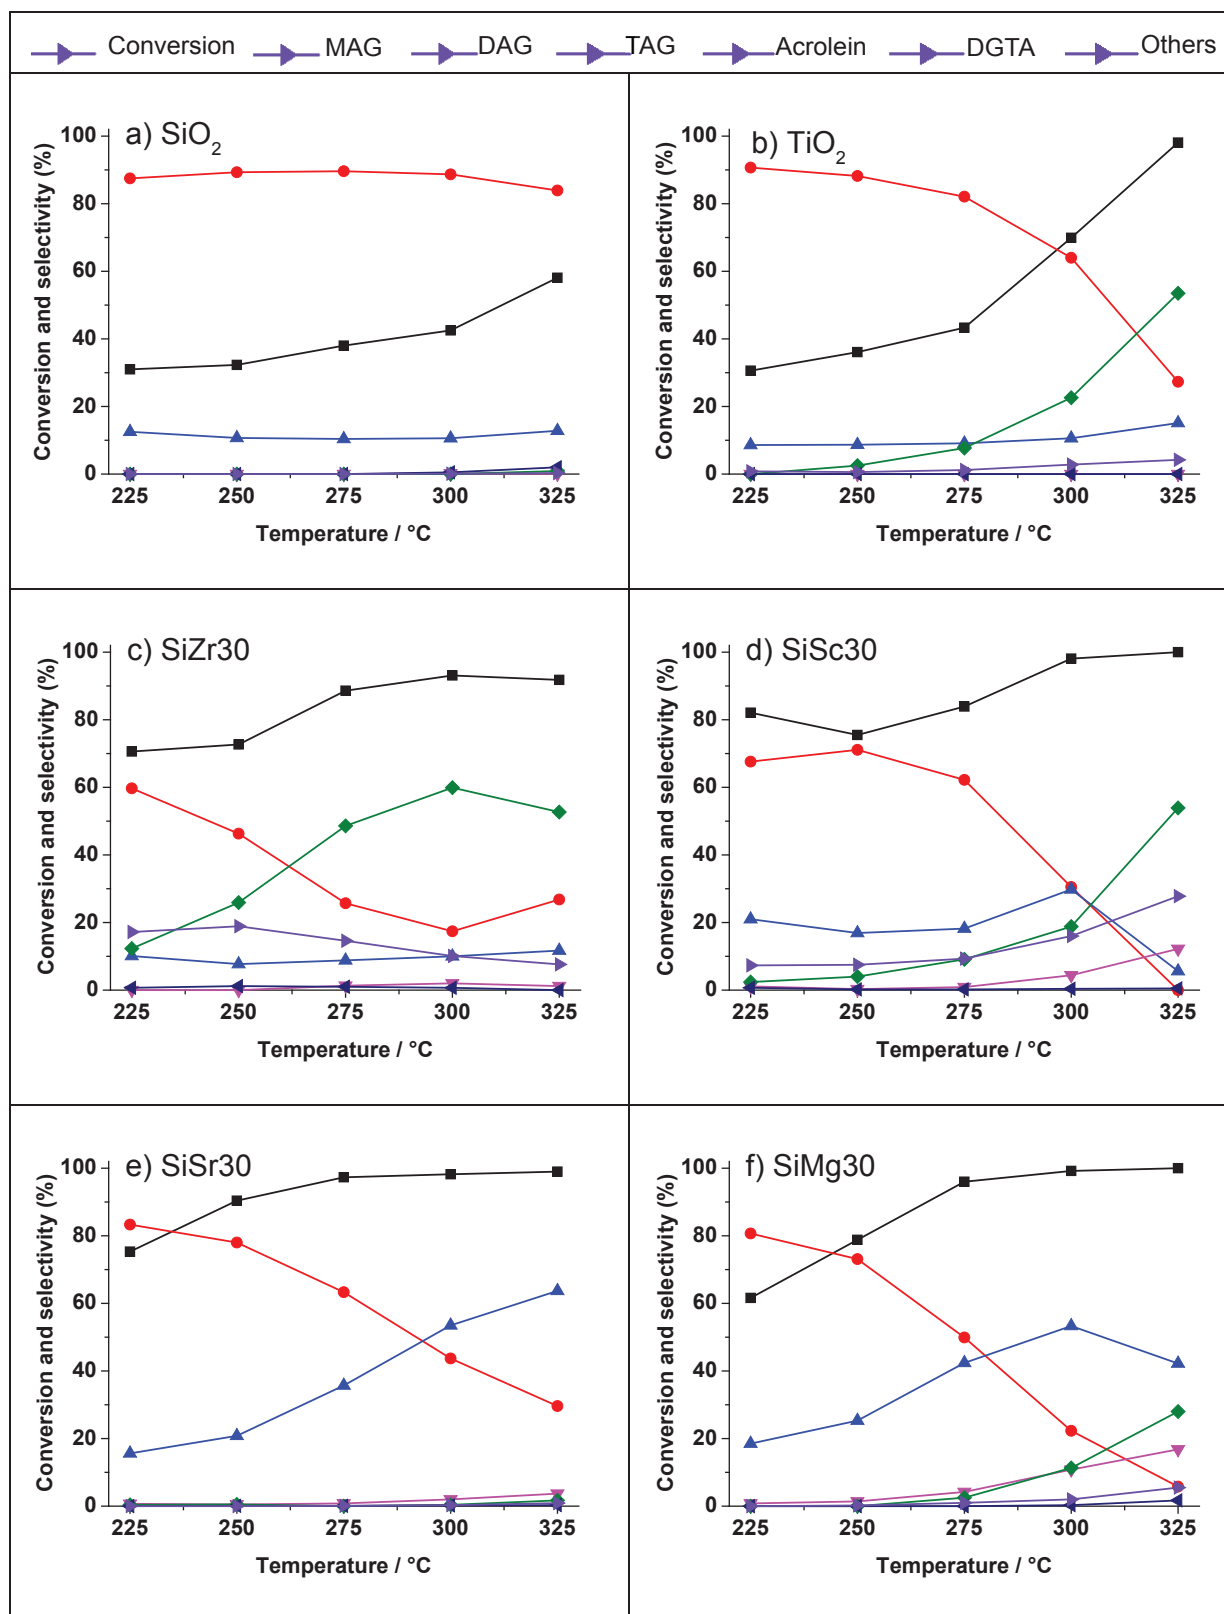 Conversion MAG DAG TAG Acrolein DGTA Others
a) SiO2
Conversion and selectivity (%)
100
80
60
40
20
0
225 250 275 300 325
Temperature / °C
b) TiO2
Conversion and selectivity (%)
100
80
60
40
20
0
225 250 275 300 325
Temperature / °C
c) SiZr30
Conversion and selectivity (%)
100
80
60
40
20
0
225 250 275 300 325
Temperature / °C
d) SiSc30
Conversion and selectivity (%)
100
80
60
40
20
0
225 250 275 300 325
Temperature / °C
e) SiSr30
Conversion and selectivity (%)
100
80
60
40
20
0
225 250 275 300 325
Temperature / °C
f) SiMg30
Conversion and selectivity (%)
100
80
60
40
20
0
225 250 275 300 325
Temperature / °C